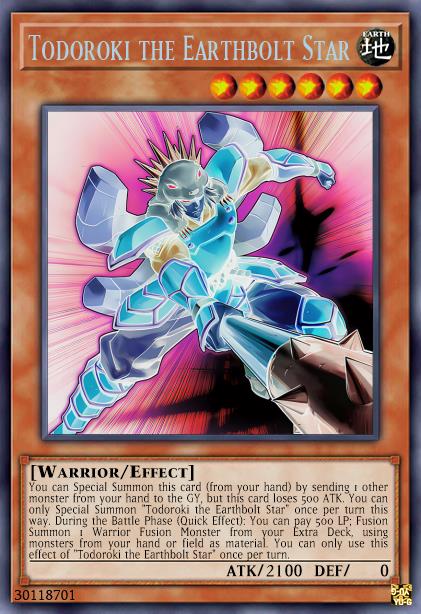 Todoroki the Earthbolt Star
EARTH
地
[Warrior/Effect]
You can Special Summon this card (from your hand) by sending 1 other
monster from your hand to the GY, but this card loses 500 ATK. You can
only Special Summon "Todoroki the Earthbolt Star" once per turn this
way. During the Battle Phase (Quick Effect): You can pay 500 LP; Fusion
Summon 1 Warrior Fusion Monster from your Extra Deck, using
monsters from your hand or field as material. You can only use this
effect of "Todoroki the Earthbolt Star" once per turn.
ATK/2100 DEF/ 0
30118701